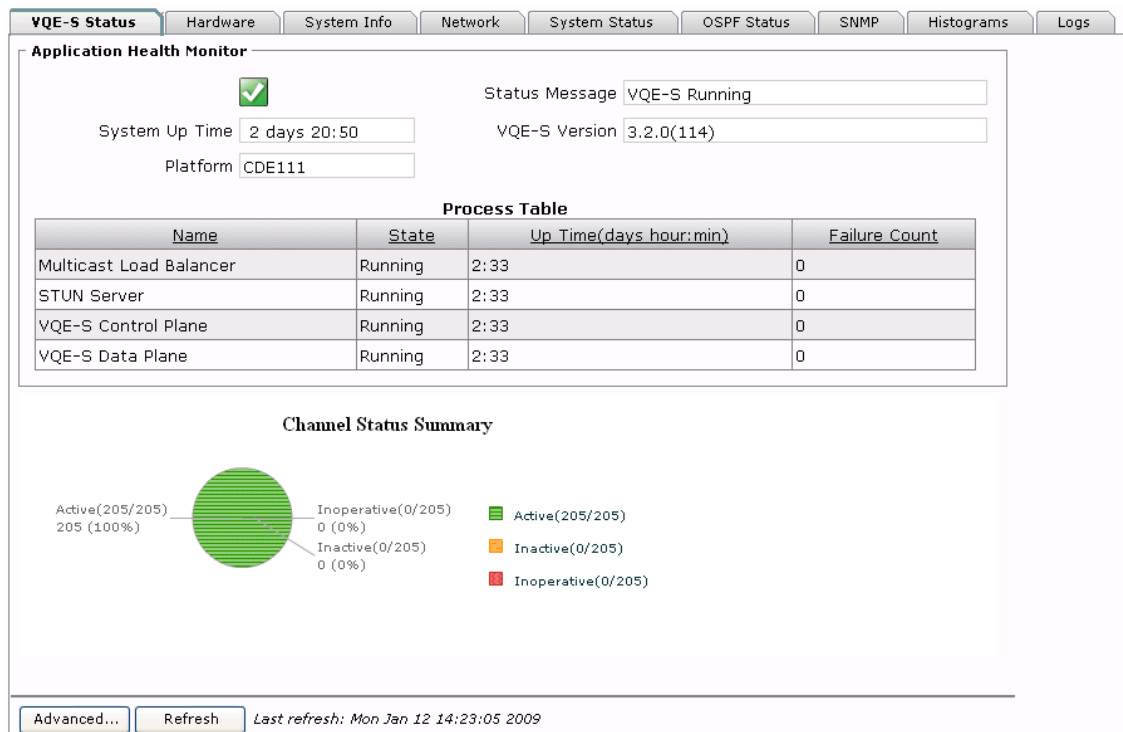 VQE-S Status Hardware System Info Network System Status OSPF Status SNMP Histograms Logs
Application Health Monitor
Status Message VQE-S Running
System Up Time 2 days 20:50 VQE-S Version 3.2.0(114)
Platform CDE111
Process Table
Name State Up Time(days hour:min) Failure Count
Multicast Load Balancer Running 2:33 0
STUN Server Running 2:33 0
VQE-S Control Plane Running 2:33 0
VQE-S Data Plane Running 2:33 0
Channel Status Summary
Active(205/205)
205 (100%)
Inoperative(0/205)
0 (0%)
Inactive(0/205)
0 (0%)
Active(205/205)
Inactive(0/205)
Inoperative(0/205)
Advanced... Refresh Last refresh: Mon Jan 12 14:23:05 2009